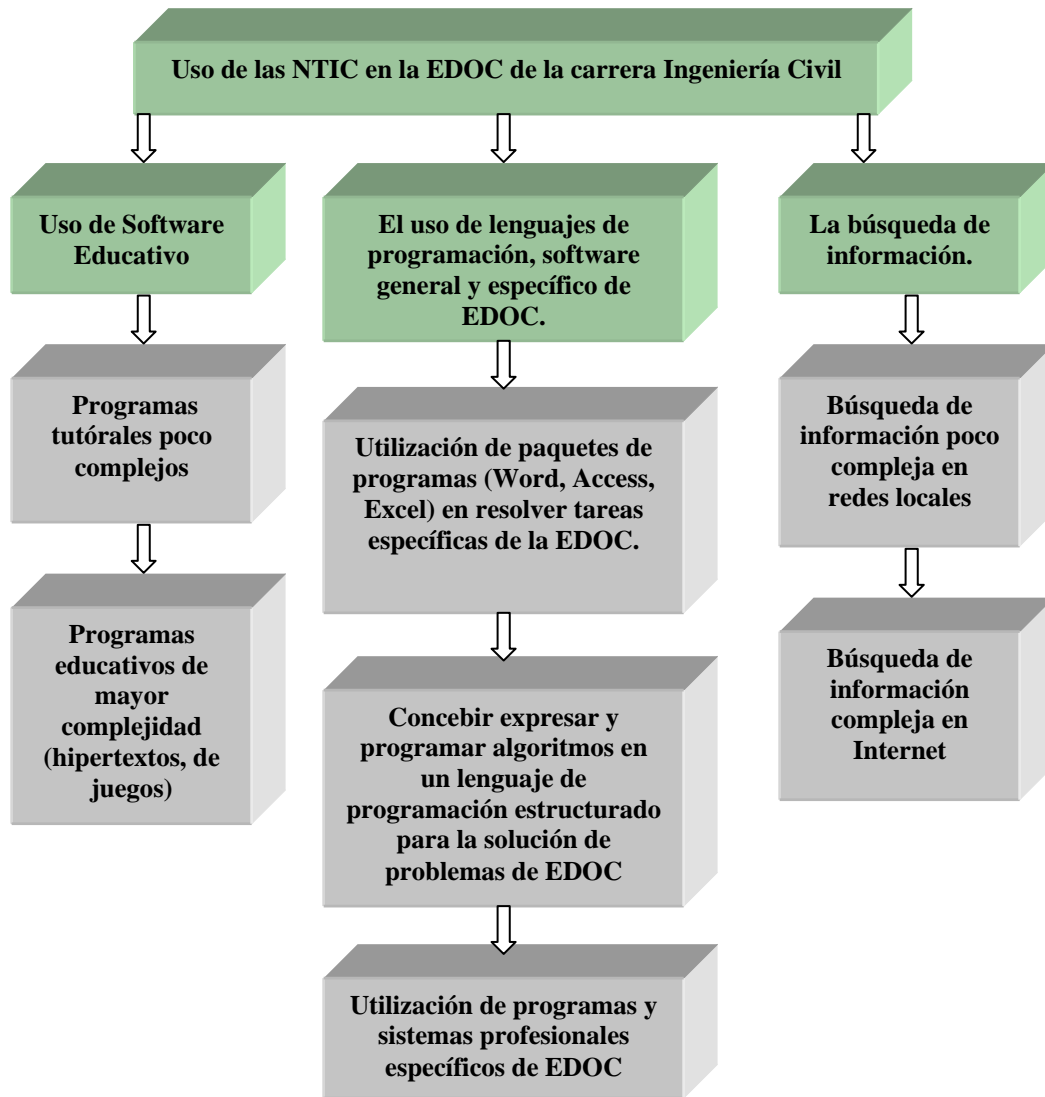 Uso de las NTIC en la EDOC de la carrera Ingeniería Civil
Uso de Software
Educativo
El uso de lenguajes de
programación, software
general y específico de
EDOC.
La búsqueda de
información.
Programas
tutórales poco
complejos
Utilización de paquetes de
programas (Word, Access,
Excel) en resolver tareas
específicas de la EDOC.
Búsqueda de
información poco
compleja en
redes locales
Programas
educativos de
mayor
complejidad
(hipertextos, de
juegos)
Concebir expresar y
programar algoritmos en
un lenguaje de
programación estructurado
para la solución de
problemas de EDOC
Búsqueda de
información
compleja en
Internet
Utilización de programas y
sistemas profesionales
específicos de EDOC